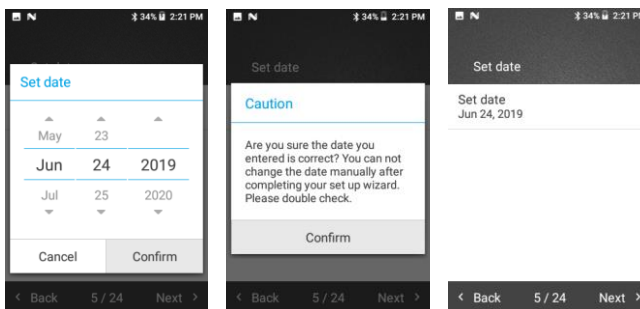 34% 2:21 PM
Set date
May 23
Jun 24 2019
Jul 25 2020
Cancel Confirm
< Back 5 / 24 Next >
34% 2:21 PM
Set date
Caution
Are you sure the date you
entered is correct? You can not
change the date manually after
completing your set up wizard.
Please double check.
Confirm
< Back 5 / 24 Next >
34% 2:21 PM
Set date
Set date
Jun 24, 2019
< Back 5 / 24 Next >